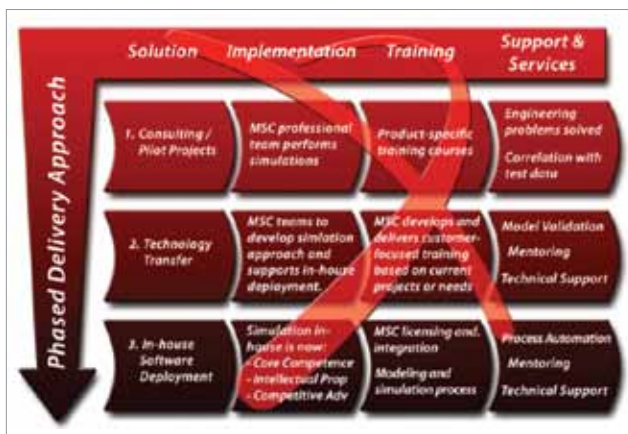 Phased Delivery Approach
Solution
Implementation
Training
Support &
Services
1. Consulting /
Pilot Projects
MSC professional
team performs
simulations
Product-specific
training courses
Engineering
problems solved
Correlation with
test data
2. Technology
Transfer
MSC teams to
develop simlation
approach and
supports in-house
deployment.
MSC develops and
delivers customer-
focused training
based on current
projects or needs
Model Validation
Mentoring
Technical Support
3. In-house
Software
Deployment
Simulation in-
house is now:
- Core Competence
- Intellectual Prop
- Competitive Adv
MSC licensing and
integration
Modeling and
simulation process
Process Automation
Mentoring
Technical Support